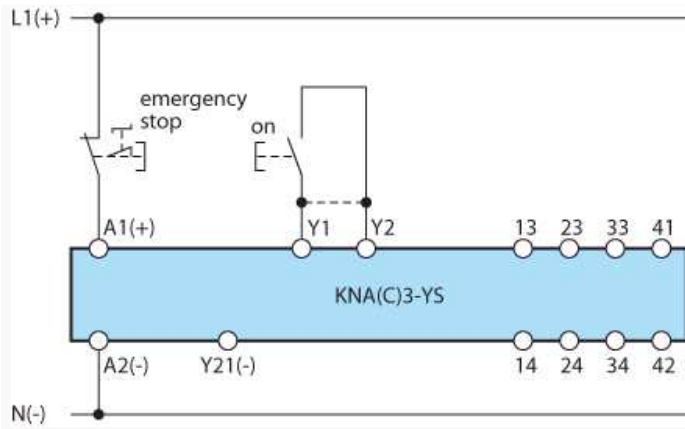 L1(+)
emergency
stop
on
A1(+)
Y1
Y2
13
23
33
41
KNA(C)3-YS
A2(-)
Y21(-)
14
24
34
42
N(-)